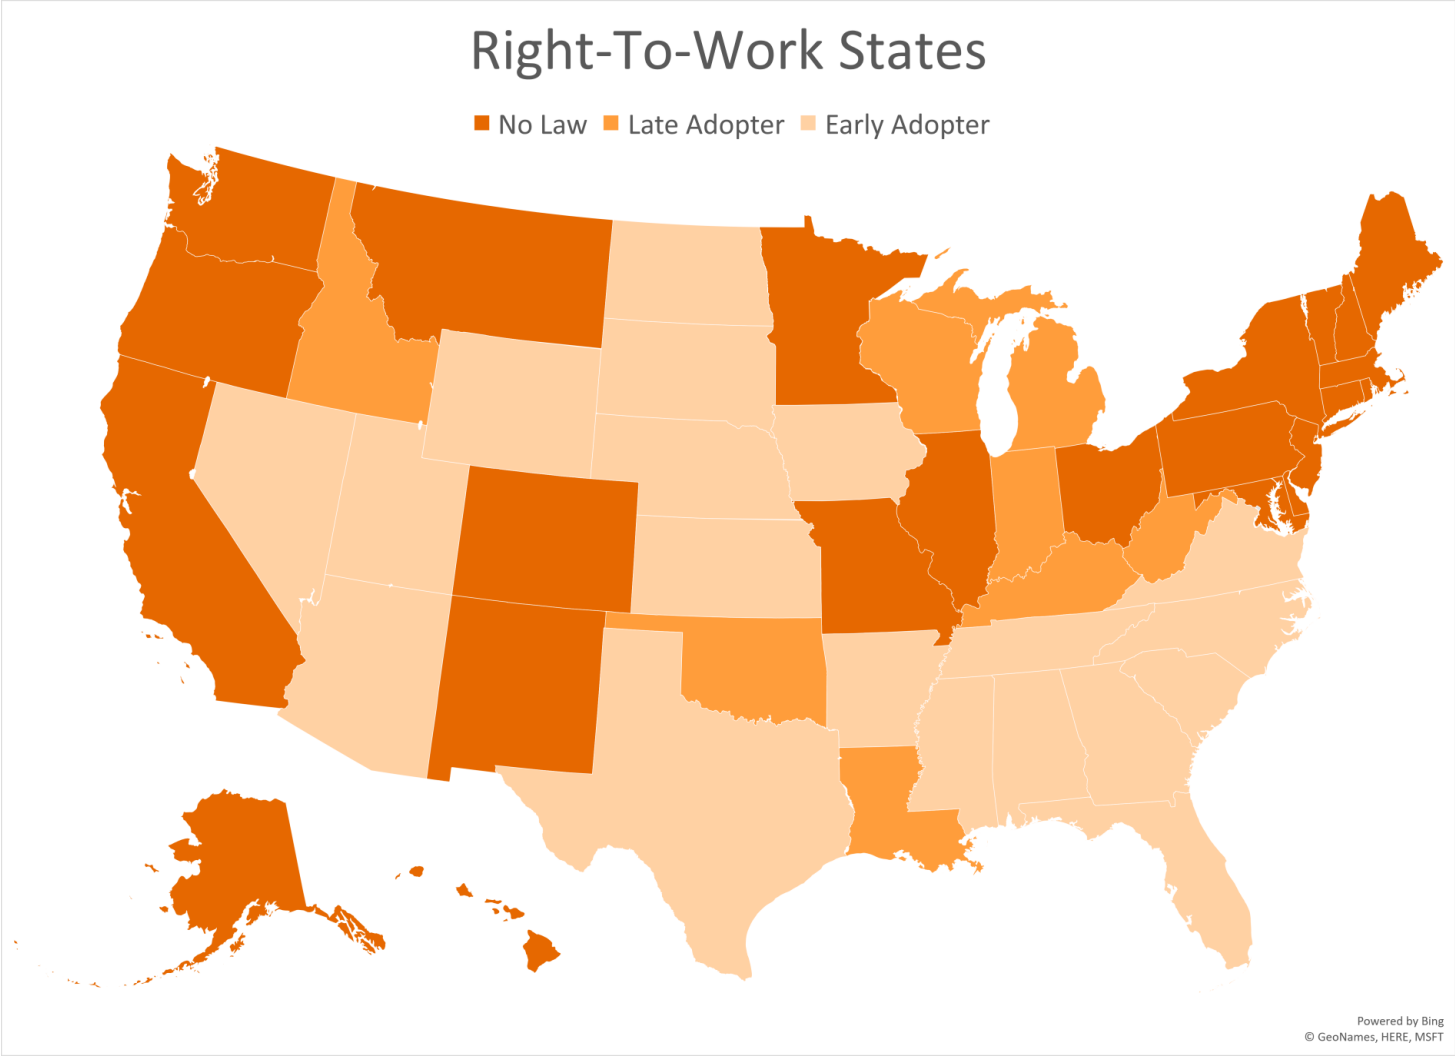 Right-To-Work States
No Law Late Adopter Early Adopter
Powered by Bing
© GeoNames, HERE, MSFT